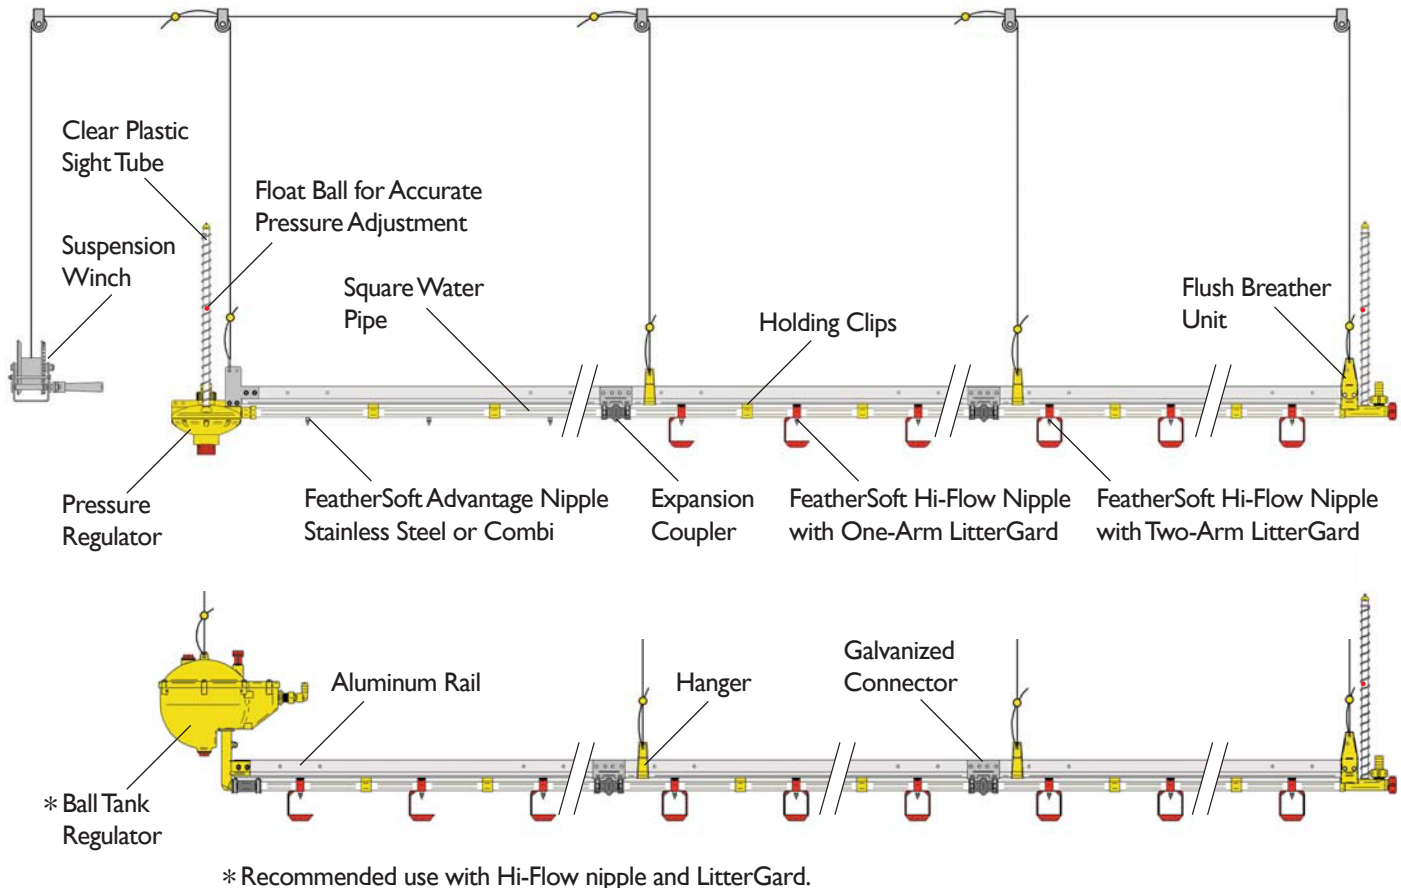 Clear Plastic
Sight Tube
Float Ball for Accurate
Pressure Adjustment
Suspension
Winch
Square Water
Pipe
Holding Clips
Flush Breather
Unit
Pressure
Regulator
FeatherSoft Advantage Nipple
Stainless Steel or Combi
Expansion
Coupler
FeatherSoft Hi-Flow Nipple
with One-Arm LitterGard
FeatherSoft Hi-Flow Nipple
with Two-Arm LitterGard
Aluminum Rail
Hanger
Galvanized
Connector
* Ball Tank
Regulator
* Recommended use with Hi-Flow nipple and LitterGard.